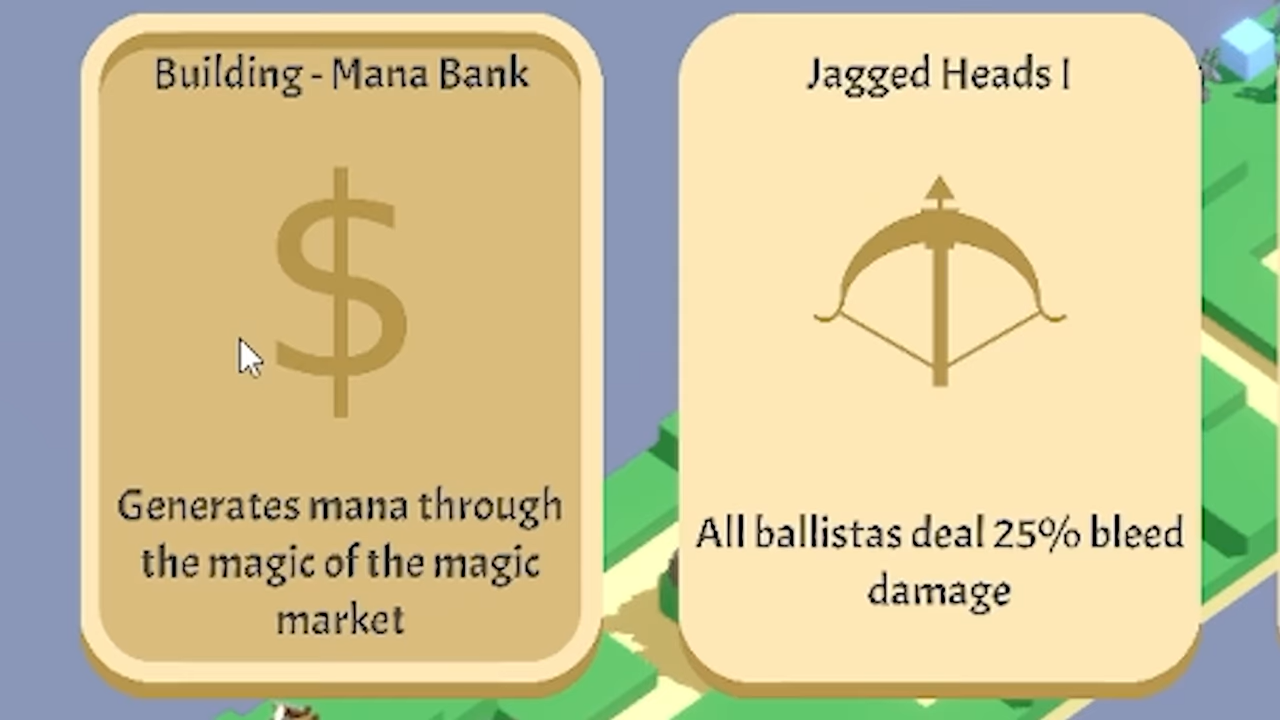 Building - Mana Bank
$
Generates mana through
the magic of the magic
market
Jagged Heads I
All ballistas deal 25% bleed
damage